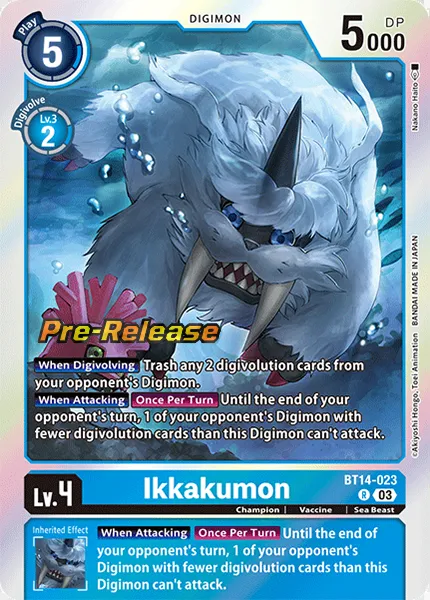 Play
5
DIGIMON
DP
5000
Digivolve
Lv.3
2
Nakano Haito
©Akiyoshi Hongo, Toei Animation BANDAI MADE IN JAPAN
Pre-Release
When Digivolving Trash any 2 digivolution cards from
your opponent's Digimon.
When Attacking Once Per Turn Until the end of your
opponent's turn, 1 of your opponent's Digimon with
fewer digivolution cards than this Digimon can't attack.
Lv.4
Ikkakumon
BT14-023
R 03
Champion Vaccine Sea Beast
Inherited Effect
When Attacking Once Per Turn Until the end
of your opponent's turn, 1 of your opponent's
Digimon with fewer digivolution cards than this
Digimon can't attack.